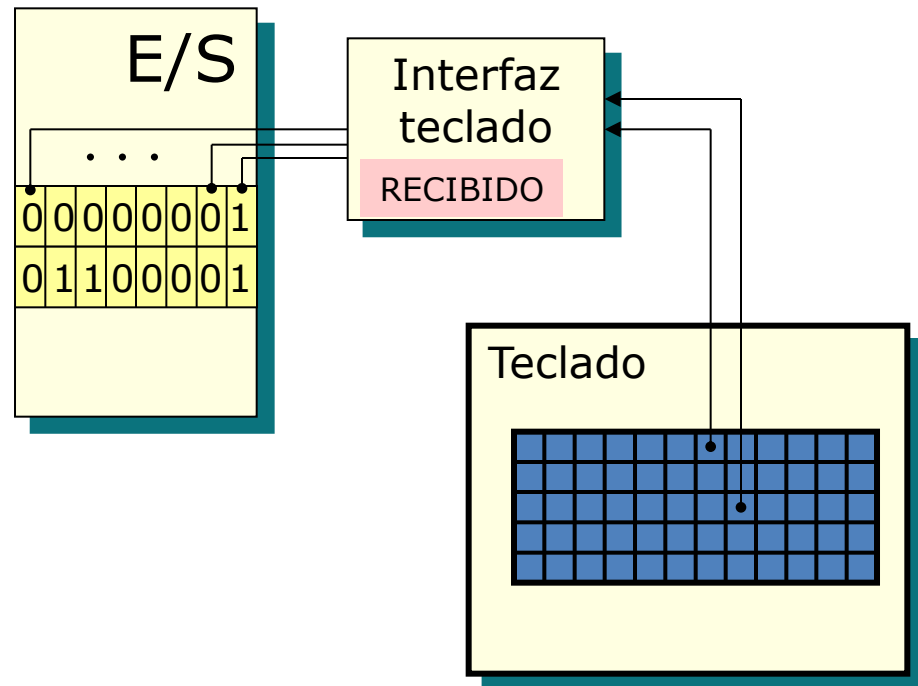 E/S
. . .
0 0 0 0 0 0 0 1
0 1 1 0 0 0 0 1
Interfaz
teclado
RECIBIDO
Teclado